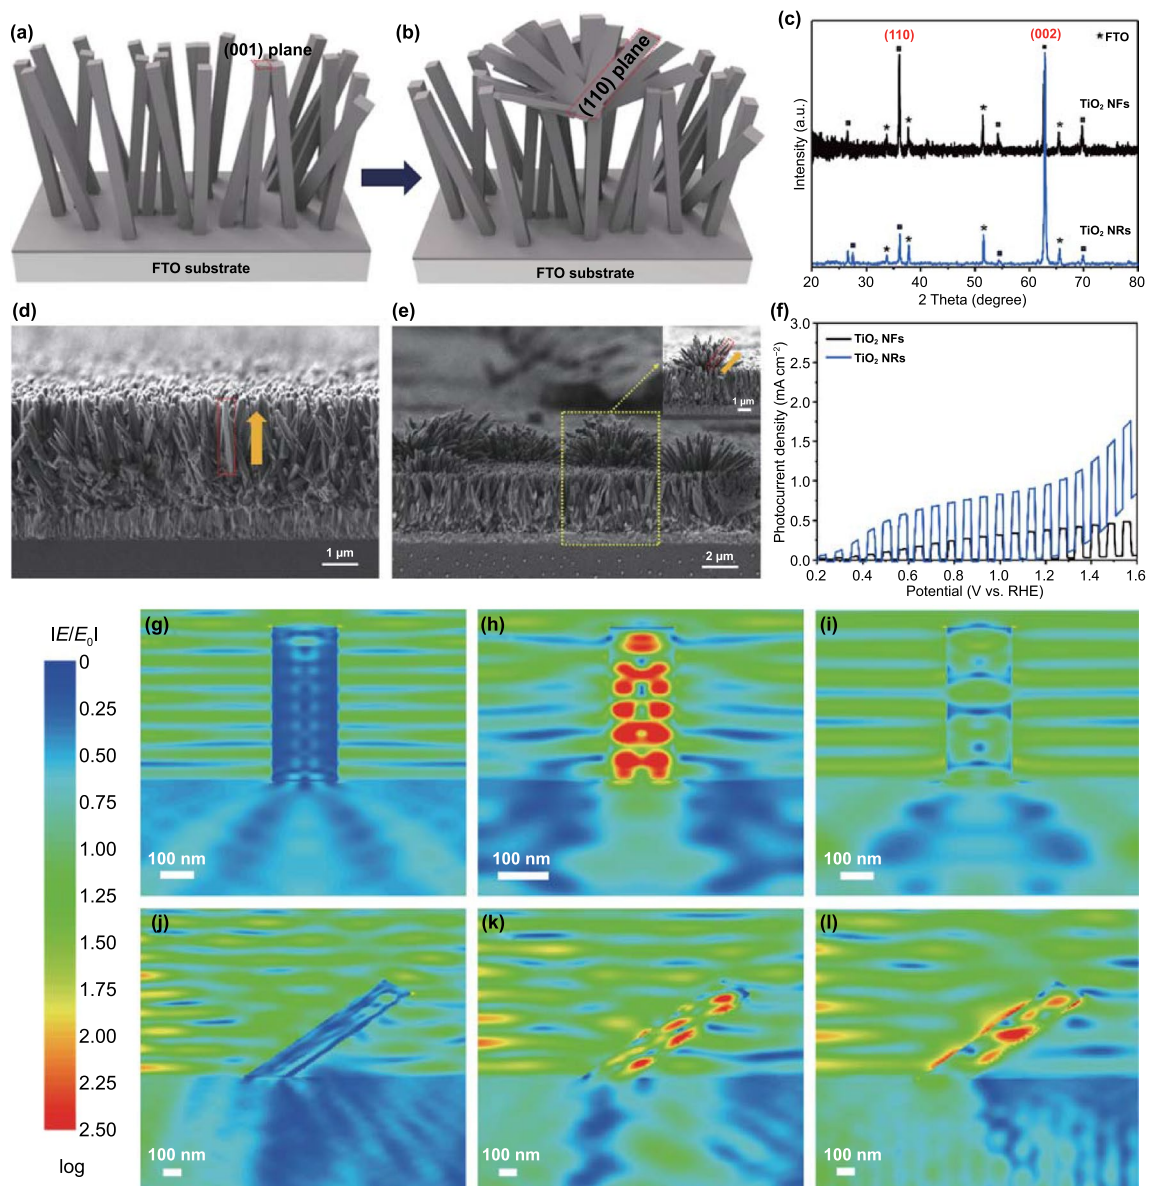 (a)
(001) plane
FTO substrate
(b)
(110) plane
FTO substrate
(c)
(110)
(002)
★FTO
TiO₂ NFs
TiO₂ NRs
Intensity (a.u.)
20 30 40 50 60 70 80
2 Theta (degree)
(d)
1 μm
(e)
1 μm
2 μm
(f)
TiO₂ NFs
TiO₂ NRs
Photocurrent density (mA cm⁻²)
3.0
2.5
2.0
1.5
1.0
0.5
0.0
0.2 0.4 0.6 0.8 1.0 1.2 1.4 1.6
Potential (V vs. RHE)
|E/E₀|
0
0.25
0.50
0.75
1.00
1.25
1.50
1.75
2.00
2.25
2.50
log
(g)
100 nm
(h)
100 nm
(i)
100 nm
(j)
100 nm
(k)
100 nm
(l)
100 nm